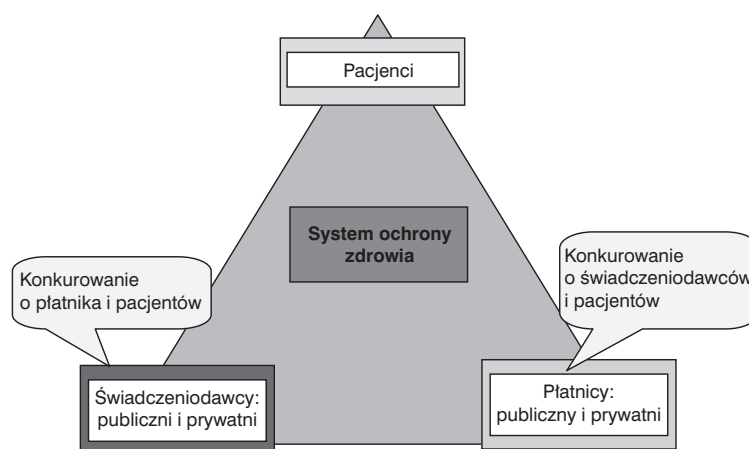 Pacjenci
System ochrony
zdrowia
Konkurowanie
o płatnika i pacjentów
Konkurowanie
o świadczeniodawców
i pacjentów
Świadczeniodawcy:
publiczni i prywatni
Płatnicy:
publiczny i prywatni